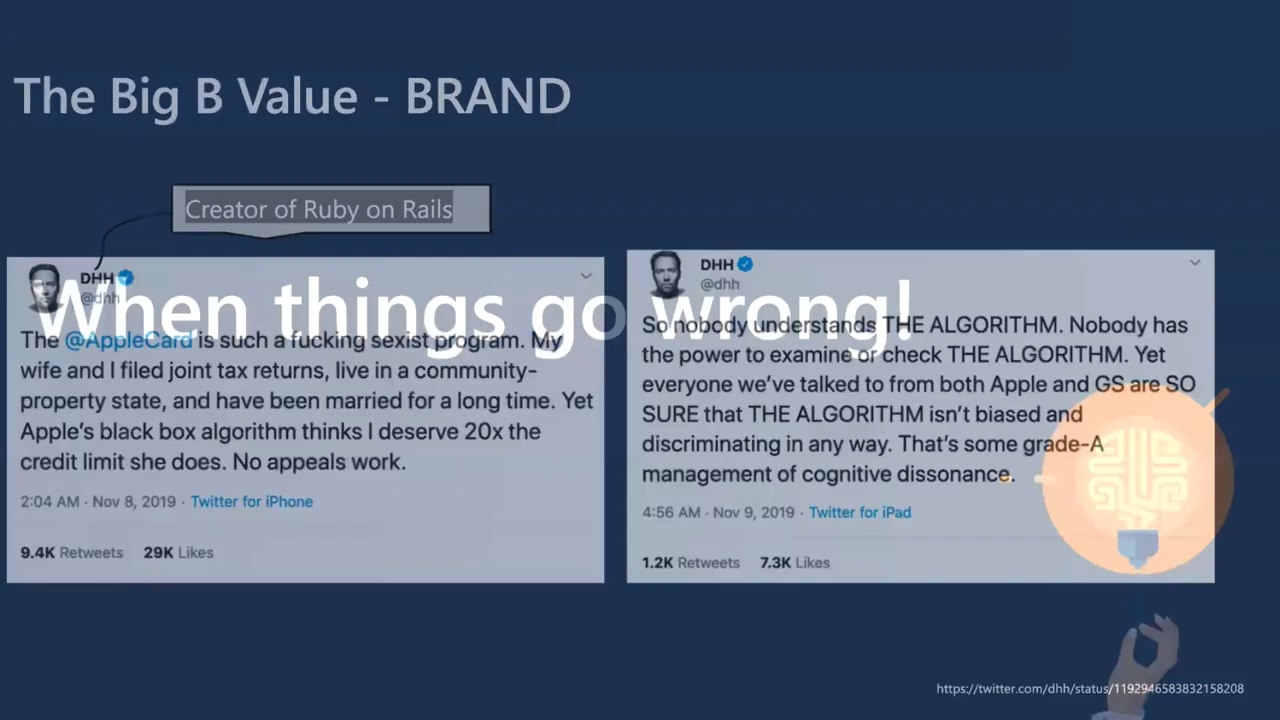 The Big B Value - BRAND
Creator of Ruby on Rails
When things go wrong!
DHH
@dhh
The @AppleCard is such a fucking sexist program. My
wife and I filed joint tax returns, live in a community-
property state, and have been married for a long time. Yet
Apple's black box algorithm thinks I deserve 20x the
credit limit she does. No appeals work.
2:04 AM · Nov 8, 2019 · Twitter for iPhone
9.4K Retweets 29K Likes
DHH
@dhh
So nobody understands THE ALGORITHM. Nobody has
the power to examine or check THE ALGORITHM. Yet
everyone we've talked to from both Apple and GS are SO
SURE that THE ALGORITHM isn't biased and
discriminating in any way. That's some grade-A
management of cognitive dissonance.
4:56 AM · Nov 9, 2019 · Twitter for iPad
1.2K Retweets 7.3K Likes
https://twitter.com/dhh/status/1192946583832158208